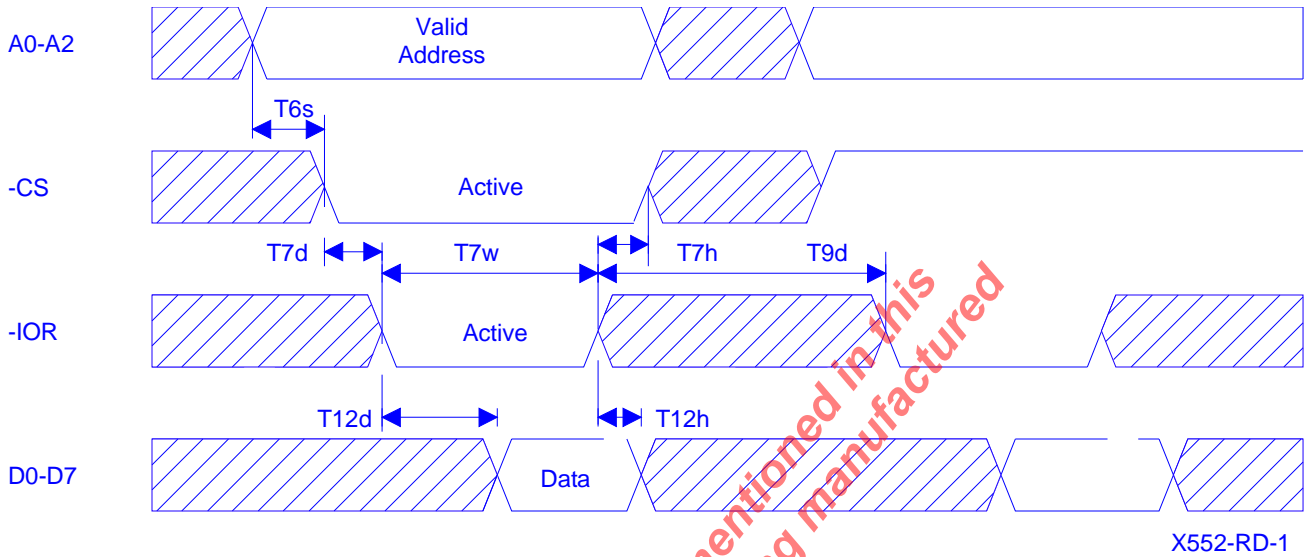 A0-A2
Valid
Address
T6s
-CS
Active
T7d
T7w
T7h
T9d
-IOR
Active
T12d
T12h
D0-D7
Data
mentioned in this
manufactured
X552-RD-1